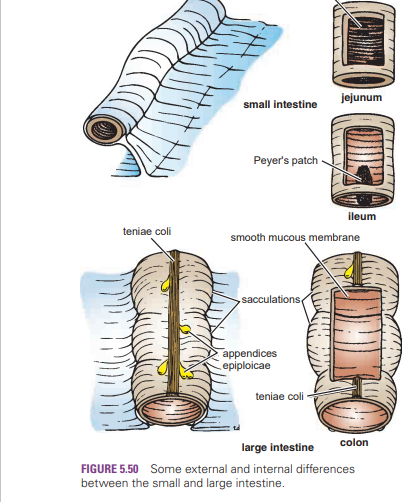 small intestine
jejunum
Peyer's patch
ileum
teniae coli
smooth mucous membrane
sacculations
appendices
epiploicae
teniae coli
large intestine
colon
FIGURE 5.50 Some external and internal differences
between the small and large intestine.